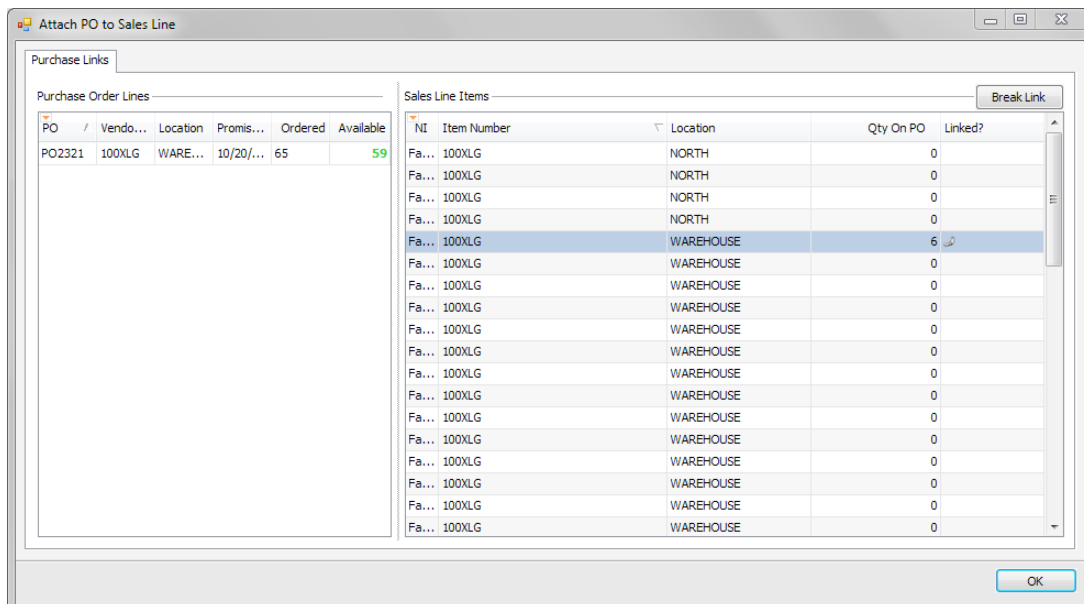 Attach PO to Sales Line
Purchase Links
Purchase Order Lines
Sales Line Items
Break Link
PO Vendo... Location Promis... Ordered Available
PO2321 100XLG WARE... 10/20/... 65 59
NI Item Number Location Qty On PO Linked?
Fa... 100XLG NORTH 0
Fa... 100XLG NORTH 0
Fa... 100XLG NORTH 0
Fa... 100XLG NORTH 0
Fa... 100XLG WAREHOUSE 6
Fa... 100XLG WAREHOUSE 0
Fa... 100XLG WAREHOUSE 0
Fa... 100XLG WAREHOUSE 0
Fa... 100XLG WAREHOUSE 0
Fa... 100XLG WAREHOUSE 0
Fa... 100XLG WAREHOUSE 0
Fa... 100XLG WAREHOUSE 0
Fa... 100XLG WAREHOUSE 0
Fa... 100XLG WAREHOUSE 0
Fa... 100XLG WAREHOUSE 0
Fa... 100XLG WAREHOUSE 0
Fa... 100XLG WAREHOUSE 0
Fa... 100XLG WAREHOUSE 0
OK